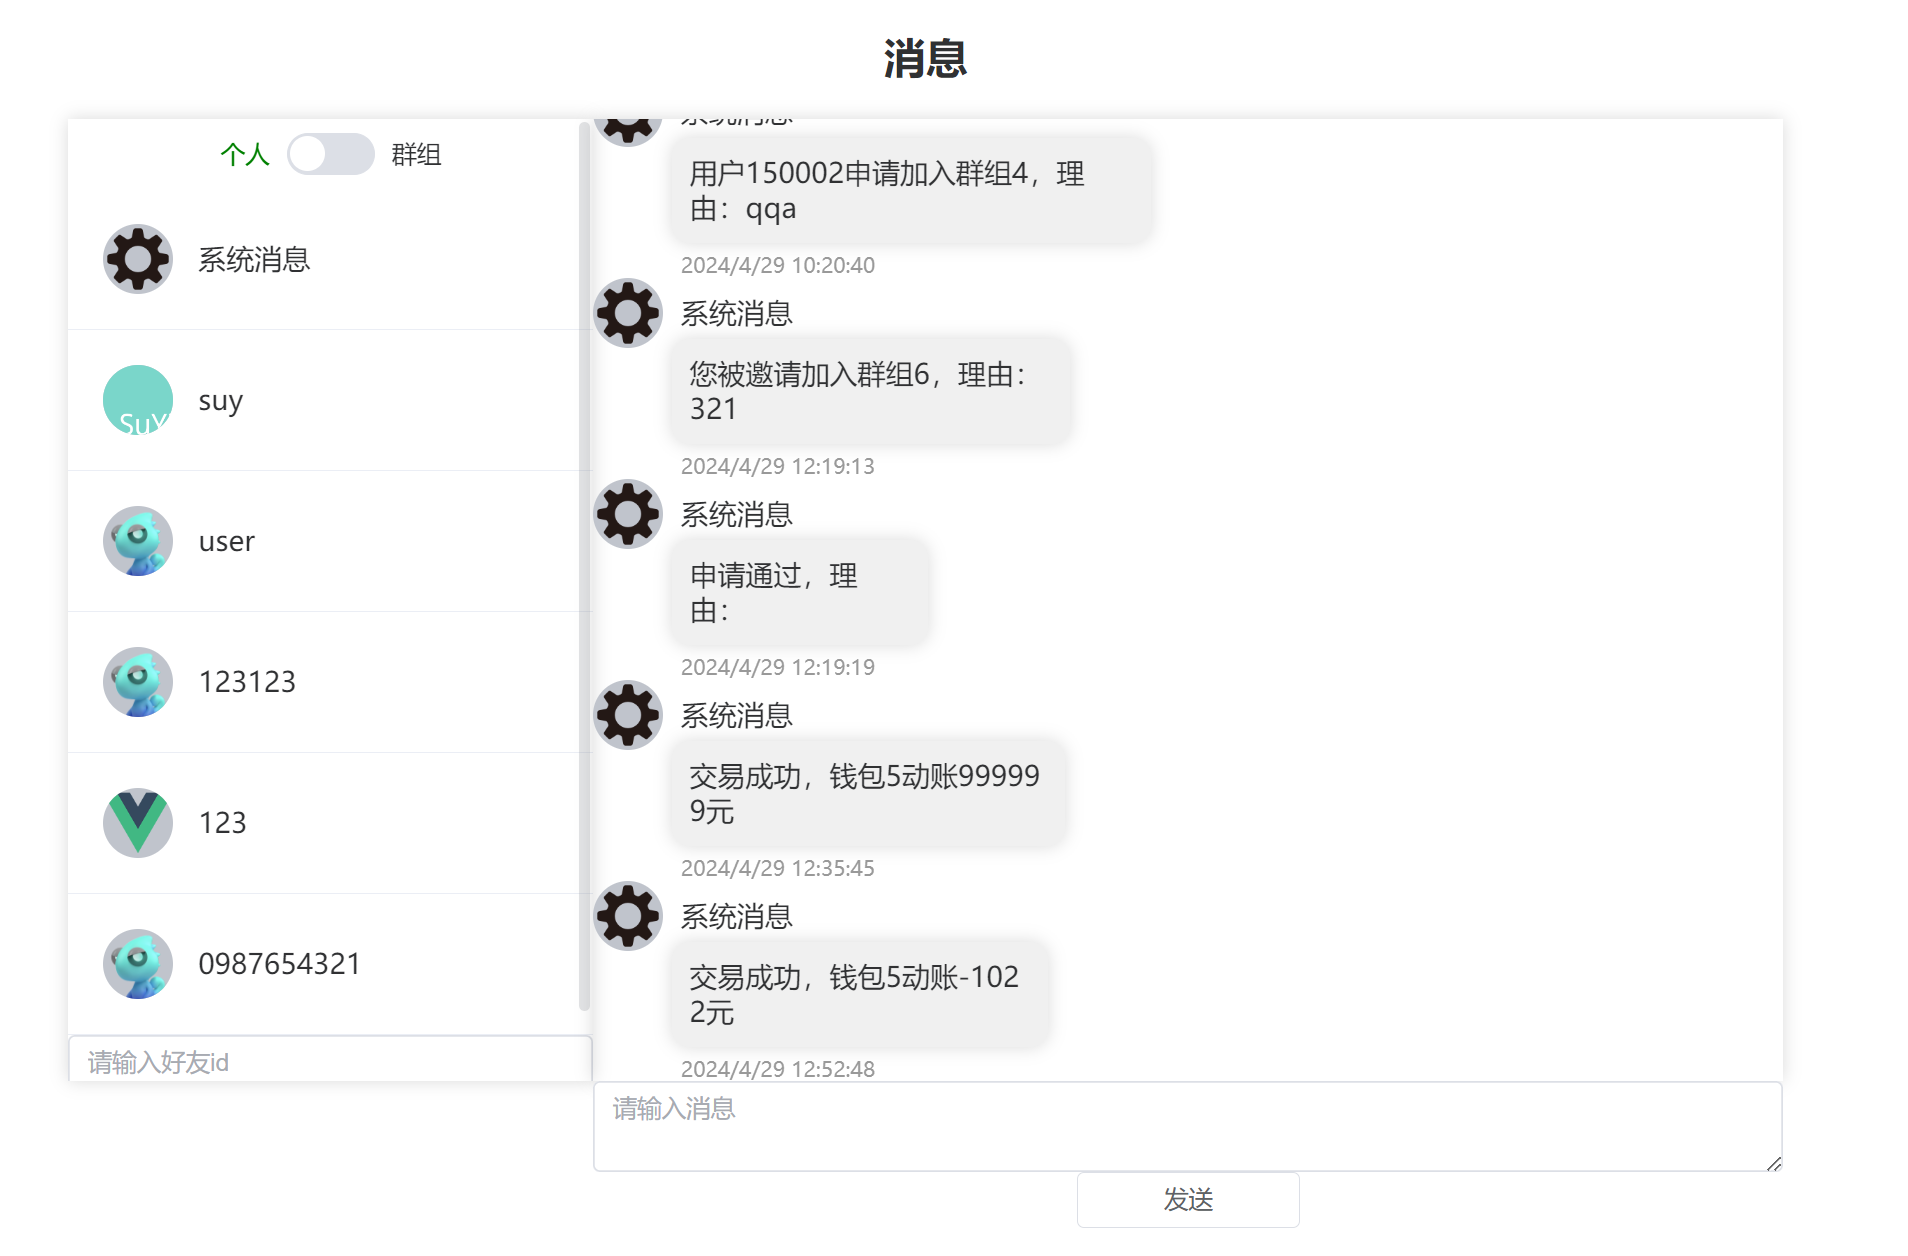 消息
个人
群组
系统消息
suy
SuY
user
123123
123
0987654321
请输入好友id
系统消息
用户150002申请加入群组4，理
由：qqa
2024/4/29 10:20:40
系统消息
您被邀请加入群组6，理由：
321
2024/4/29 12:19:13
系统消息
申请通过，理
由：
2024/4/29 12:19:19
系统消息
交易成功，钱包5动账99999
9元
2024/4/29 12:35:45
系统消息
交易成功，钱包5动账-102
2元
2024/4/29 12:52:48
请输入消息
发送